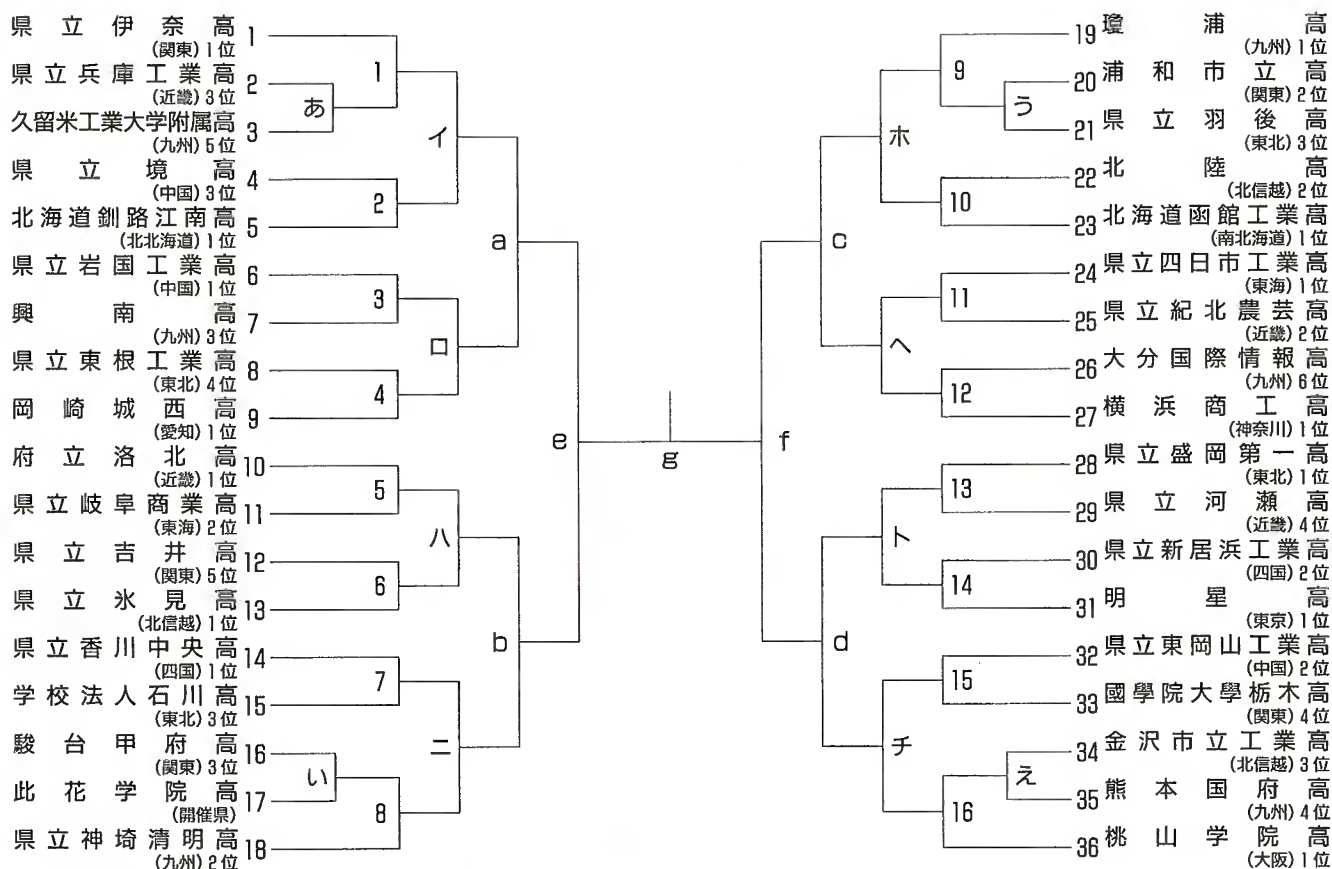 県立伊奈高 1
(関東)1位
県立兵庫工業高 2
(近畿)3位
久留米工業大学附属高 3
(九州)5位
県立境高 4
(中国)3位
北海道釧路江南高 5
(北北海道)1位
県立岩国工業高 6
(中国)1位
興南高 7
(九州)3位
県立東根工業高 8
(東北)4位
岡崎城西高 9
(愛知)1位
府立洛北高 10
(近畿)1位
県立岐阜商業高 11
(東海)2位
県立吉井高 12
(関東)5位
県立氷見高 13
(北信越)1位
県立香川中央高 14
(四国)1位
学校法人石川高 15
(東北)3位
駿台甲府高 16
(関東)3位
此花学院高 17
(開催県)
県立神埼清明高 18
(九州)2位
あ
い
1
2
3
4
5
6
7
8
イ
ロ
ハ
ニ
a
b
e
g
f
c
d
ホ
ヘ
ト
チ
9
10
11
12
13
14
15
16
う
え
19 瓊浦高
(九州)1位
20 浦和市立高
(関東)2位
21 県立羽後高
(東北)3位
22 北陸高
(北信越)2位
23 北海道函館工業高
(南北海道)1位
24 県立四日市工業高
(東海)1位
25 県立紀北農芸高
(近畿)2位
26 大分国際情報高
(九州)6位
27 横浜商工高
(神奈川)1位
28 県立盛岡第一高
(東北)1位
29 県立河瀬高
(近畿)4位
30 県立新居浜工業高
(四国)2位
31 明星高
(東京)1位
32 県立東岡山工業高
(中国)2位
33 國學院大學栃木高
(関東)4位
34 金沢市立工業高
(北信越)3位
35 熊本国府高
(九州)4位
36 桃山学院高
(大阪)1位